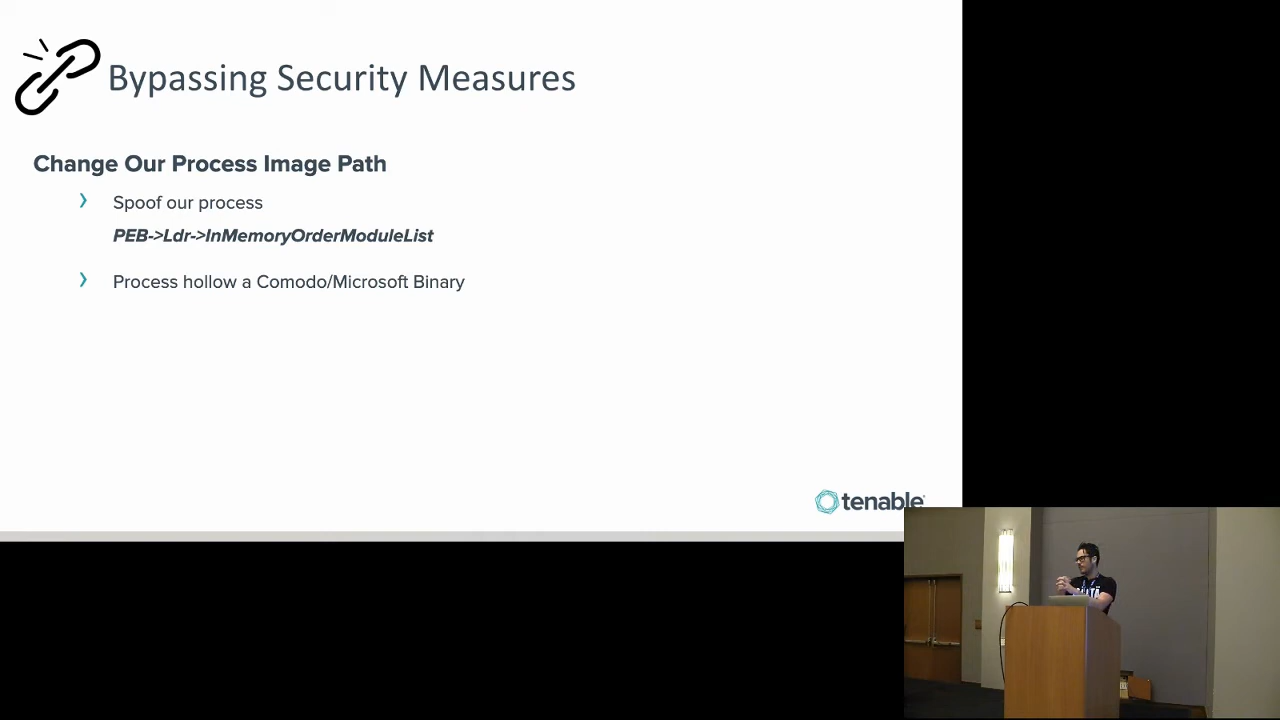 Bypassing Security Measures
Change Our Process Image Path
Spoof our process
PEB->Ldr->InMemoryOrderModuleList
Process hollow a Comodo/Microsoft Binary
tenable